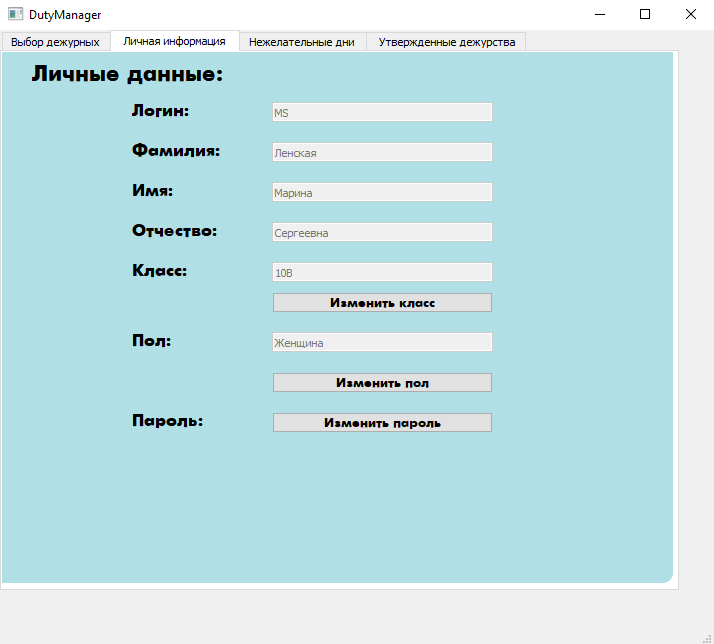 DutyManager
Выбор дежурных Личная информация Нежелательные дни Утвержденные дежурства
Личные данные:
Логин: MS
Фамилия: Ленская
Имя: Марина
Отчество: Сергеевна
Класс: 10В
Изменить класс
Пол: Женщина
Изменить пол
Пароль: Изменить пароль